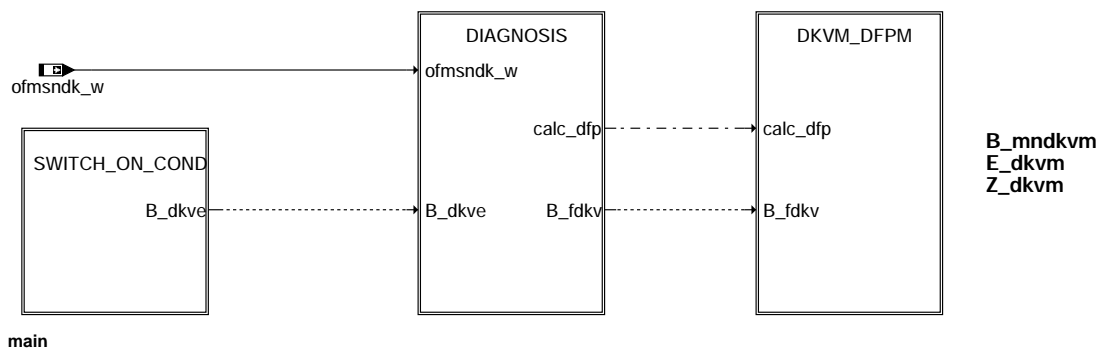 DIAGNOSIS
DKVM_DFPM
ofmsndk_w
ofmsndk_w
calc_dfp
calc_dfp
B_mndkvm
E_dkvm
Z_dkvm
SWITCH_ON_COND
B_dkve
B_dkve
B_fdkv
B_fdkv
main